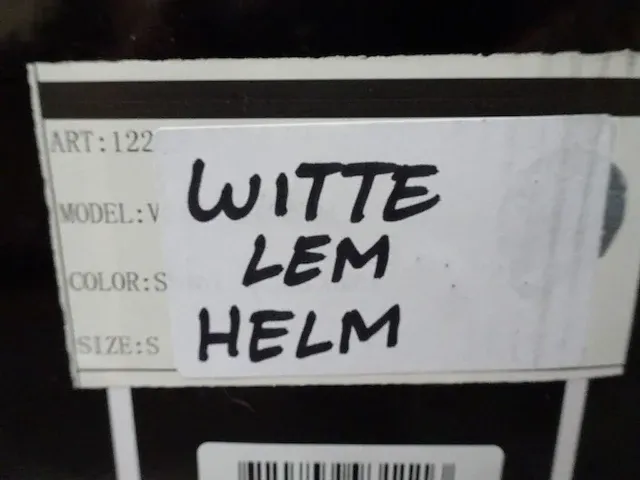 ART:122
MODEL:V
COLOR:S
SIZE:S
WITTE
LEM
HELM